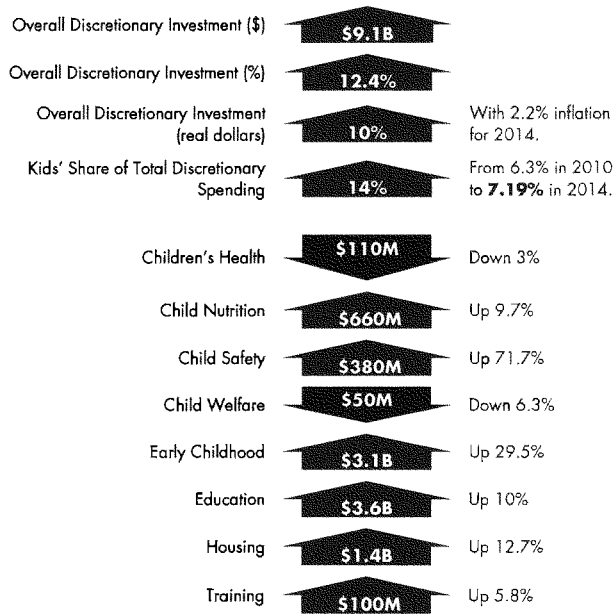 Overall Discretionary Investment ($) $9.1B
Overall Discretionary Investment (%) 12.4%
Overall Discretionary Investment
(real dollars) 10% With 2.2% inflation
for 2014.
Kids' Share of Total Discretionary
Spending 14% From 6.3% in 2010
to 7.19% in 2014.
Children's Health $110M Down 3%
Child Nutrition $660M Up 9.7%
Child Safety $380M Up 71.7%
Child Welfare $50M Down 6.3%
Early Childhood $3.1B Up 29.5%
Education $3.6B Up 10%
Housing $1.4B Up 12.7%
Training $100M Up 5.8%